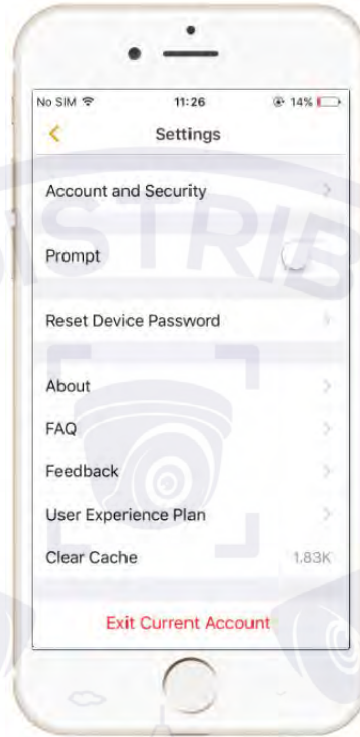 No SIM 11:26 14%
Settings
Account and Security
Prompt
Reset Device Password
About
FAQ
Feedback
User Experience Plan
Clear Cache 1.83K
Exit Current Account